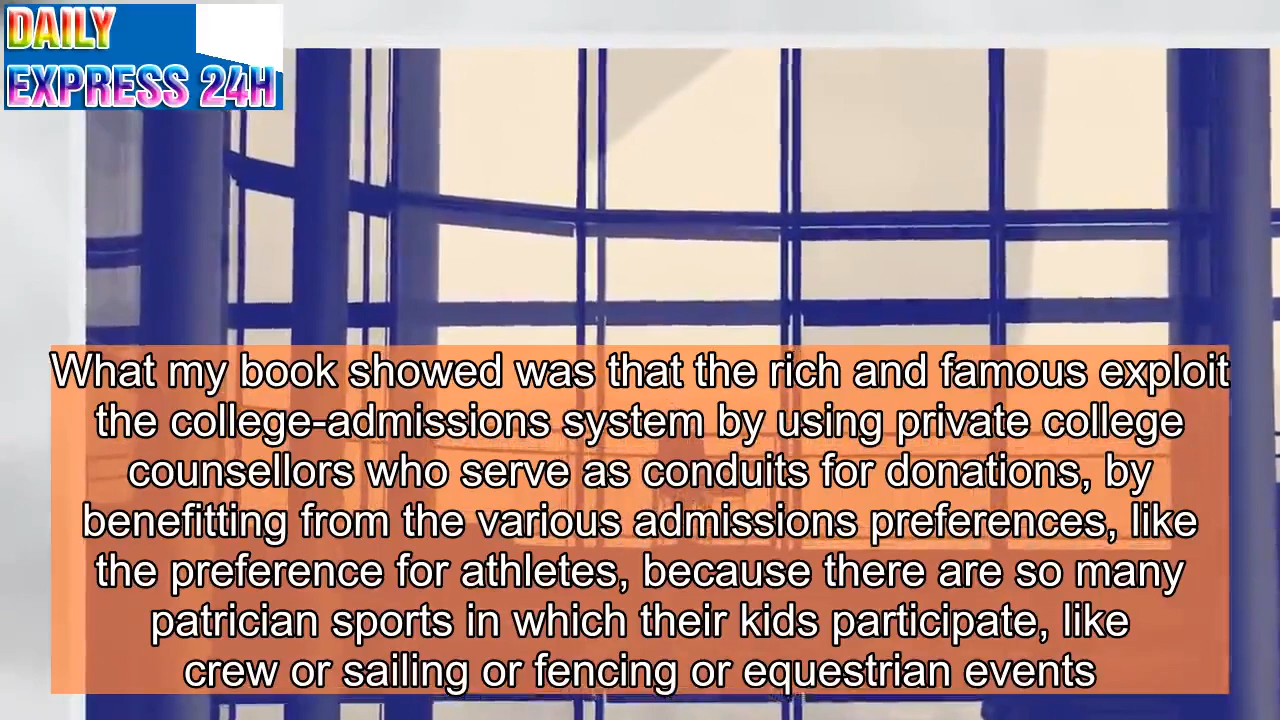 DAILY
EXPRESS 24H
What my book showed was that the rich and famous exploit
the college-admissions system by using private college
counsellors who serve as conduits for donations, by
benefitting from the various admissions preferences, like
the preference for athletes, because there are so many
patrician sports in which their kids participate, like
crew or sailing or fencing or equestrian events